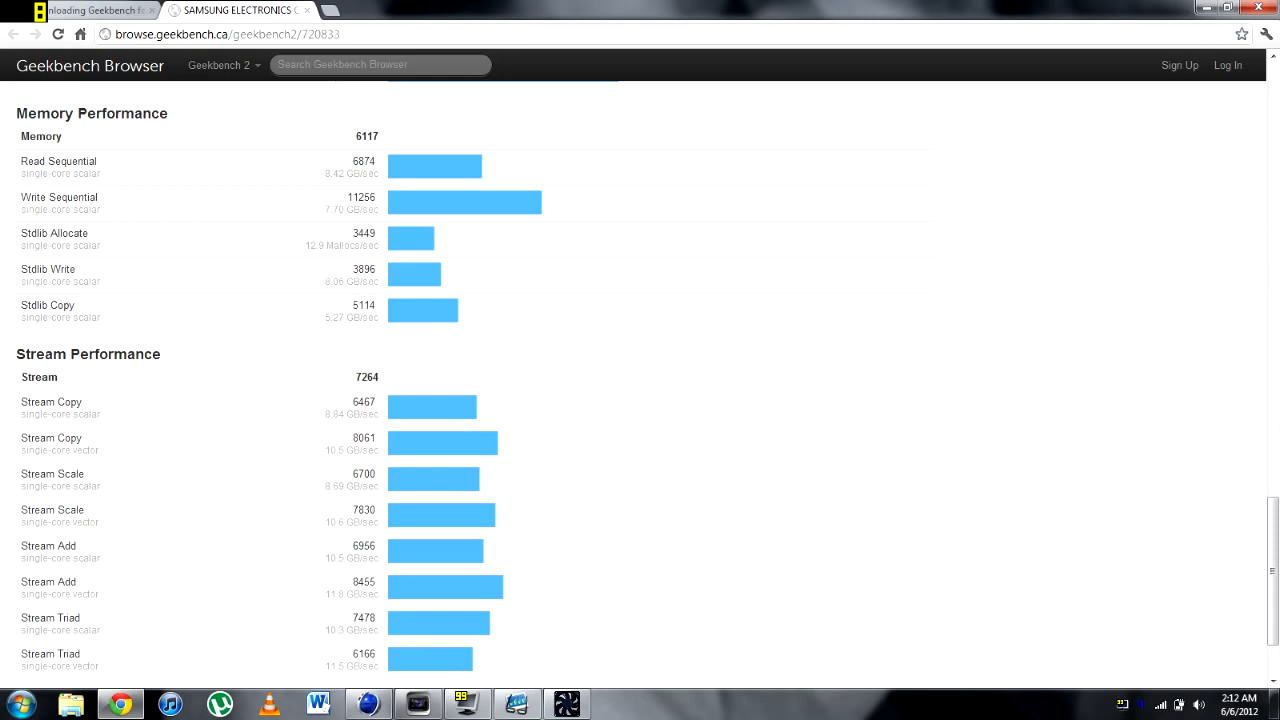 8
nloading Geekbench f
SAMSUNG ELECTRONICS C
browse.geekbench.ca/geekbench2/720833
Geekbench Browser Geekbench 2 Search Geekbench Browser Sign Up Log In
Memory Performance
Memory 6117
Read Sequential 6874
single-core scalar 8.42 GB/sec
Write Sequential 11256
single-core scalar 7.70 GB/sec
Stdlib Allocate 3449
single-core scalar 12.9 Mallocs/sec
Stdlib Write 3896
single-core scalar 8.06 GB/sec
Stdlib Copy 5114
single-core scalar 5.27 GB/sec
Stream Performance
Stream 7264
Stream Copy 6467
single-core scalar 8.84 GB/sec
Stream Copy 8061
single-core vector 10.5 GB/sec
Stream Scale 6700
single-core scalar 8.69 GB/sec
Stream Scale 7830
single-core vector 10.6 GB/sec
Stream Add 6956
single-core scalar 10.5 GB/sec
Stream Add 8455
single-core vector 11.8 GB/sec
Stream Triad 7478
single-core scalar 10.3 GB/sec
Stream Triad 6166
single-core vector 11.5 GB/sec
W 99 99 2:12 AM
6/6/2012